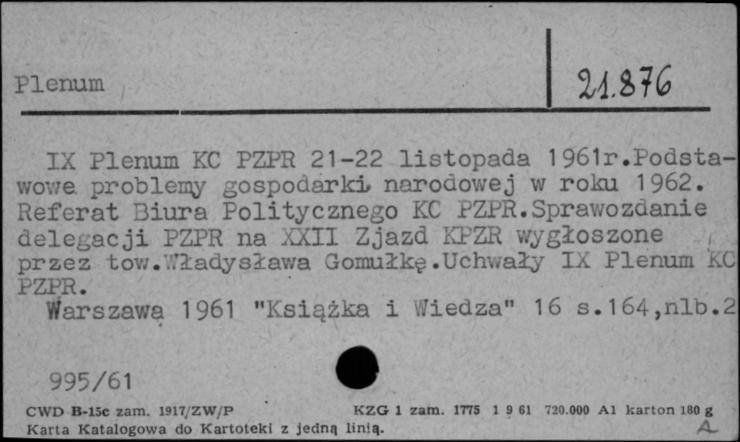 Plenum
21.876
IX Plenum KC PZPR 21-22 listopada 1961r.Podsta-
wowe problemy gospodarki narodowej w roku 1962.
Referat Biura Politycznego KC PZPR.Sprawozdanie
delegacji PZPR na XXII Zjazd KPZR wygłoszone
przez tow.Władysława Gomułkę.Uchwały IX Plenum KC
PZPR.
Warszawa 1961 "Książka i Wiedza" 16 s.164,nlb.2
995/61
CWD B-15c zam. 1917/ZW/P KZG 1 zam. 1775 1 9 61 720.000 A1 karton 180 g
Karta Katalogowa do Kartoteki z jedną linią.
A